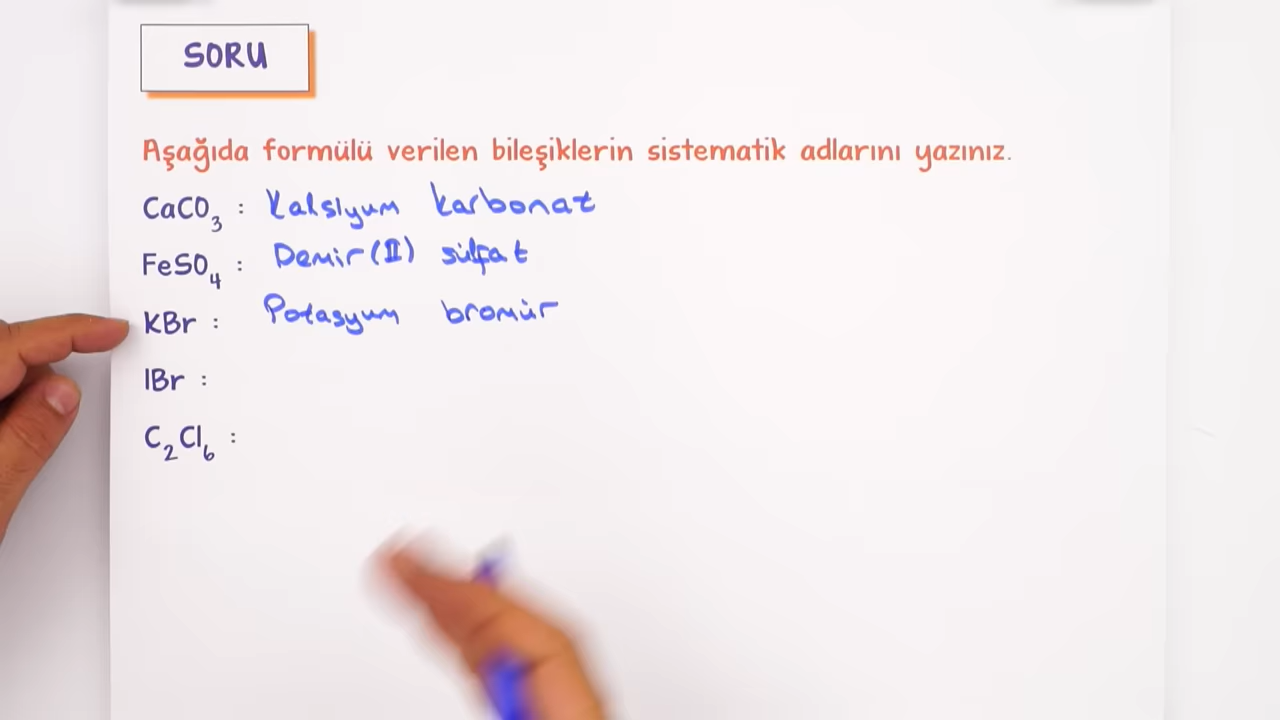 SORU
Aşağıda formülü verilen bileşiklerin sistematik adlarını yazınız.
CaCO₃ : Kalsiyum karbonat
FeSO₄ : Demir(II) sülfat
KBr : Potasyum bromür
IBr :
C₂Cl₆ :